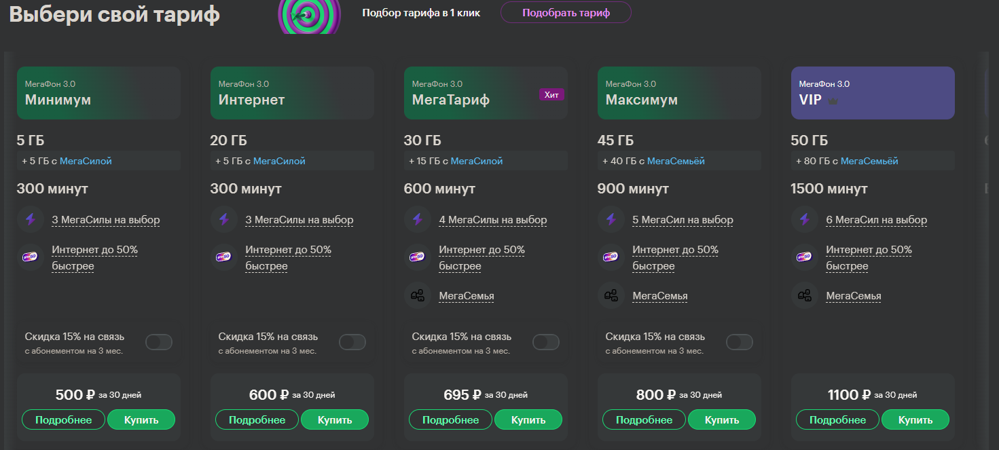 Выбери свой тариф
Подбор тарифа в 1 клик
Подобрать тариф
МегаФон 3.0
Минимум
5 ГБ
+ 5 ГБ с МегаСилой
300 минут
3 МегаСилы на выбор
Интернет до 50%
быстрее
Скидка 15% на связь
с абонементом на 3 мес.
500 ₽ за 30 дней
Подробнее
Купить
МегаФон 3.0
Интернет
20 ГБ
+ 5 ГБ с МегаСилой
300 минут
3 МегаСилы на выбор
Интернет до 50%
быстрее
Скидка 15% на связь
с абонементом на 3 мес.
600 ₽ за 30 дней
Подробнее
Купить
МегаФон 3.0
МегаТариф
Хит
30 ГБ
+ 15 ГБ с МегаСилой
600 минут
4 МегаСилы на выбор
Интернет до 50%
быстрее
МегаСемья
Скидка 15% на связь
с абонементом на 3 мес.
695 ₽ за 30 дней
Подробнее
Купить
МегаФон 3.0
Максимум
45 ГБ
+ 40 ГБ с МегаСемьёй
900 минут
5 МегаСил на выбор
Интернет до 50%
быстрее
МегаСемья
Скидка 15% на связь
с абонементом на 3 мес.
800 ₽ за 30 дней
Подробнее
Купить
МегаФон 3.0
VIP
50 ГБ
+ 80 ГБ с МегаСемьёй
1500 минут
6 МегаСил на выбор
Интернет до 50%
быстрее
МегаСемья
1100 ₽ за 30 дней
Подробнее
Купить